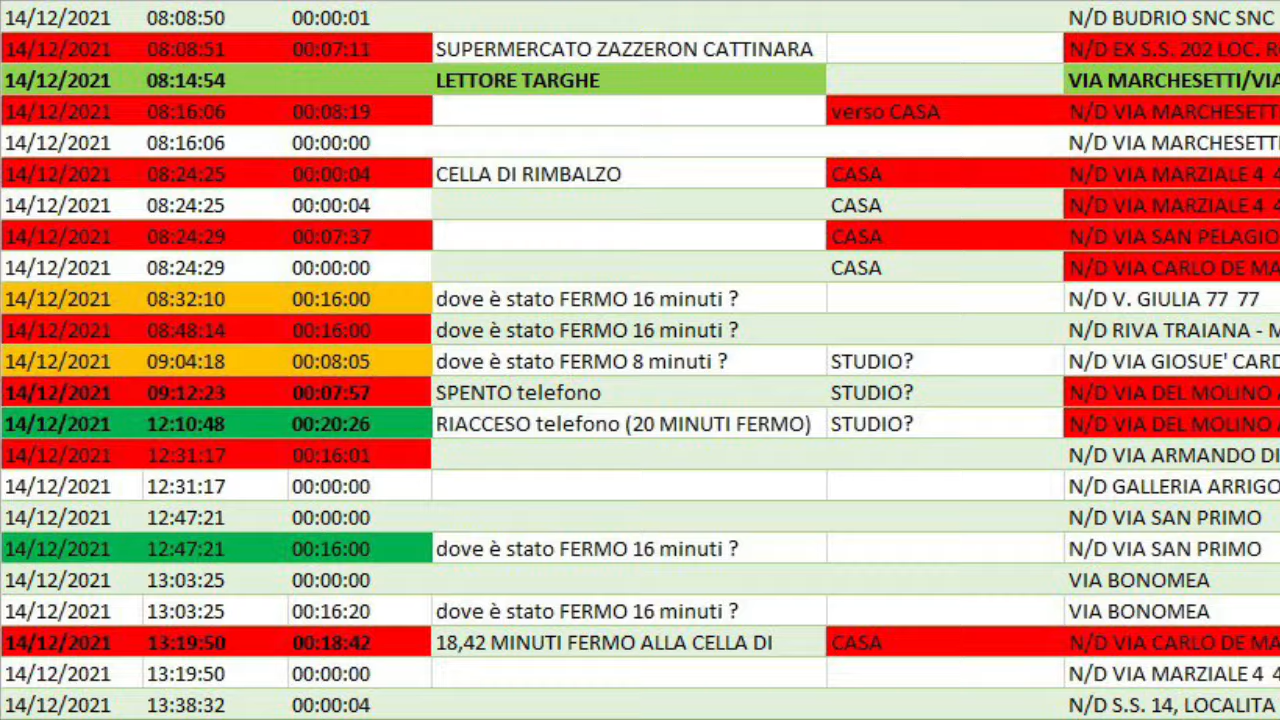 14/12/2021 08:08:50 00:00:01 N/D BUDRIO SNC SNC
14/12/2021 08:08:51 00:07:11 SUPERMERCATO ZAZZERON CATTINARA N/D EX S.S. 202 LOC.
14/12/2021 08:14:54 LETTORE TARGHE VIA MARCHESETTI/VIA
14/12/2021 08:16:06 00:08:19 verso CASA N/D VIA MARCHESETT
14/12/2021 08:16:06 00:00:00 N/D VIA MARCHESETTI
14/12/2021 08:24:25 00:00:04 CELLA DI RIMBALZO CASA N/D VIA MARZIALE 4 4
14/12/2021 08:24:25 00:00:04 CASA N/D VIA MARZIALE 4 4
14/12/2021 08:24:29 00:07:37 CASA N/D VIA SAN PELAGIO
14/12/2021 08:24:29 00:00:00 CASA N/D VIA CARLO DE MA
14/12/2021 08:32:10 00:16:00 dove è stato FERMO 16 minuti ? N/D V. GIULIA 77 77
14/12/2021 08:48:14 00:16:00 dove è stato FERMO 16 minuti ? N/D RIVA TRAIANA - M
14/12/2021 09:04:18 00:08:05 dove è stato FERMO 8 minuti ? STUDIO? N/D VIA GIOSUE' CARD
14/12/2021 09:12:23 00:07:57 SPENTO telefono STUDIO? N/D VIA DEL MOLINO A
14/12/2021 12:10:48 00:20:26 RIACCESO telefono (20 MINUTI FERMO) STUDIO? N/D VIA DEL MOLINO A
14/12/2021 12:31:17 00:16:01 N/D VIA ARMANDO DI
14/12/2021 12:31:17 00:00:00 N/D GALLERIA ARRIGO
14/12/2021 12:47:21 00:00:00 N/D VIA SAN PRIMO
14/12/2021 12:47:21 00:16:00 dove è stato FERMO 16 minuti ? N/D VIA SAN PRIMO
14/12/2021 13:03:25 00:00:00 VIA BONOMEA
14/12/2021 13:03:25 00:16:20 dove è stato FERMO 16 minuti ? VIA BONOMEA
14/12/2021 13:19:50 00:18:42 18,42 MINUTI FERMO ALLA CELLA DI CASA N/D VIA CARLO DE MA
14/12/2021 13:19:50 00:00:00 N/D VIA MARZIALE 4 4
14/12/2021 13:38:32 00:00:04 N/D S.S. 14, LOCALITA